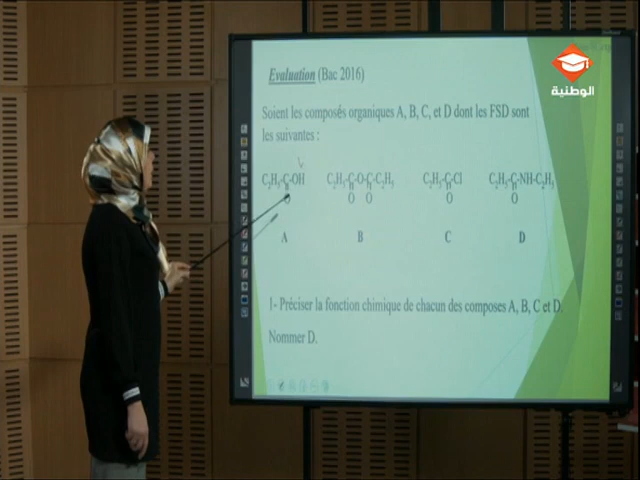 الوطنية
Evaluation (Bac 2016)
Soient les composés organiques A, B, C, et D dont les FSD sont
les suivantes :
C₂H₅-C-OH C₂H₅-C-O-C-C₂H₅ C₂H₅-C-Cl C₂H₅-C-NH-C₂H₅
O O O O O
A B C D
1- Préciser la fonction chimique de chacun des composes A, B, C et D.
Nommer D.